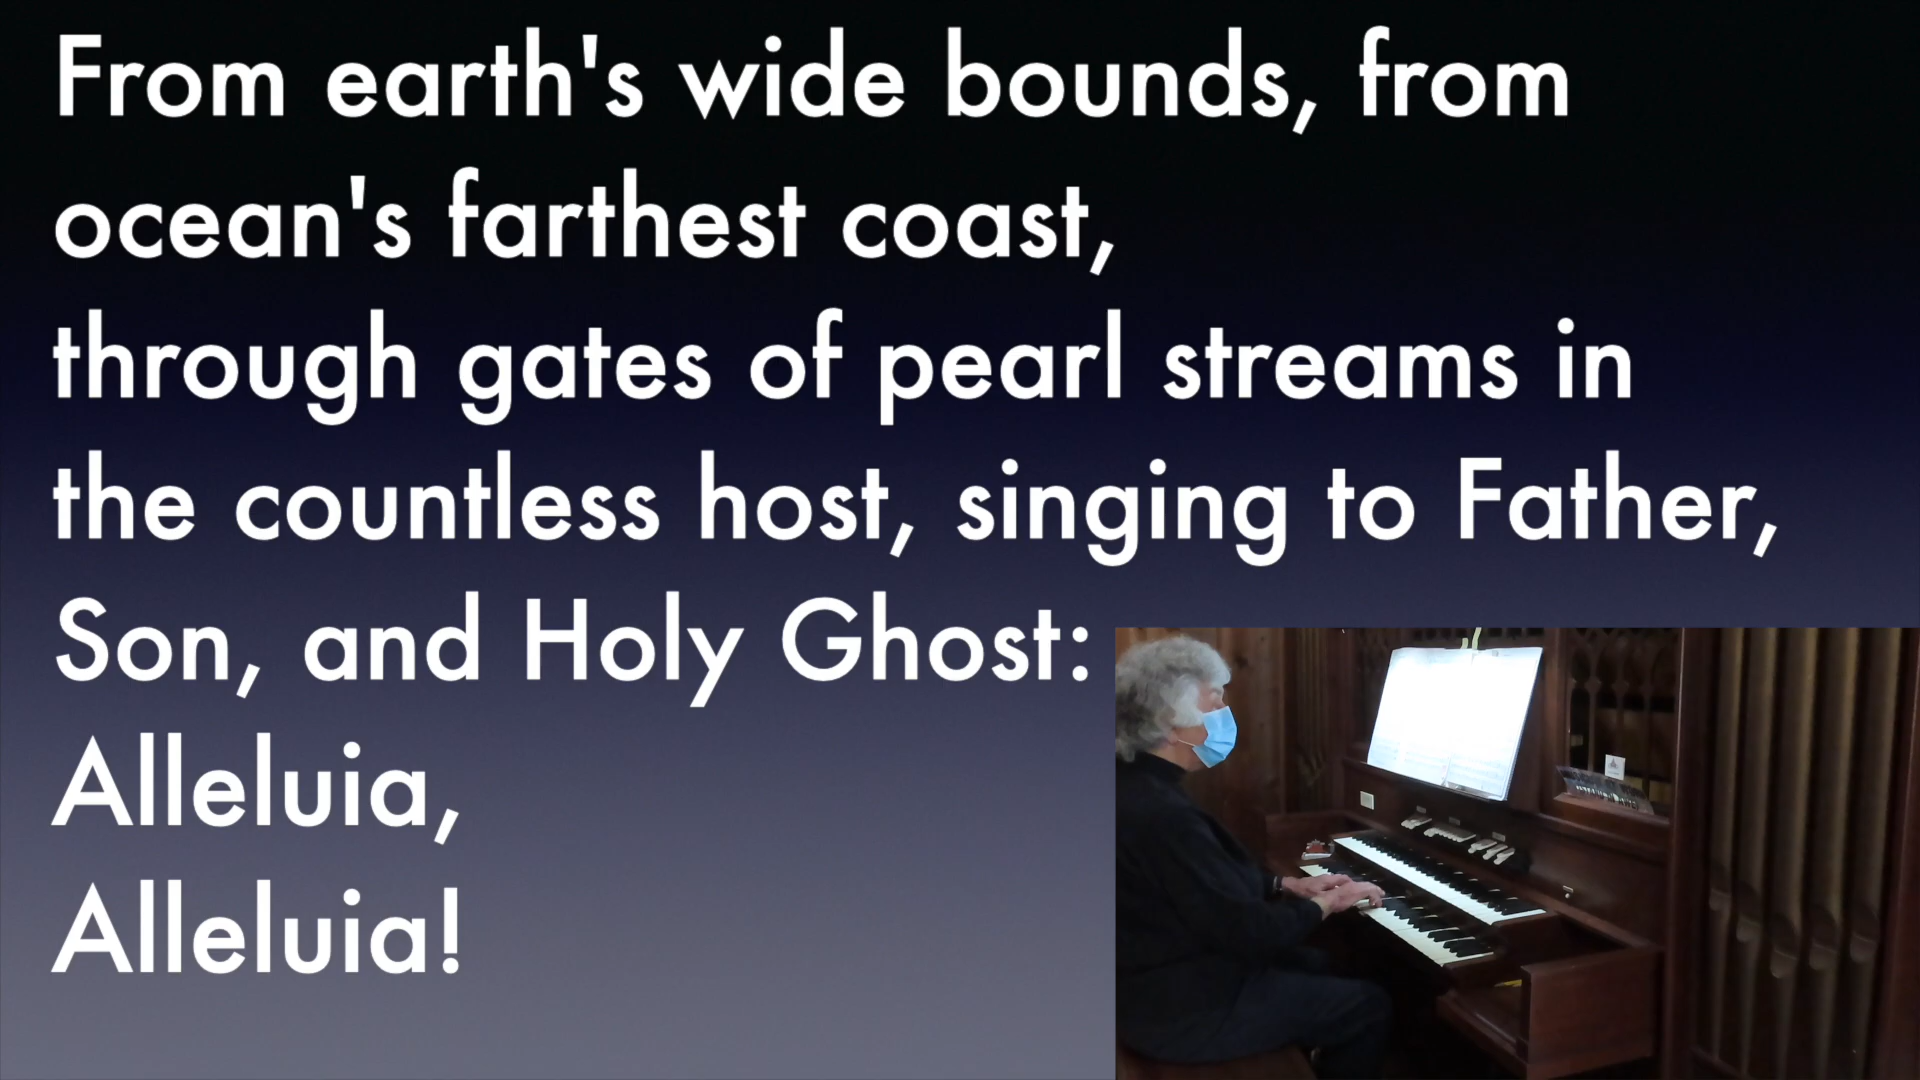 From earth's wide bounds, from
ocean's farthest coast,
through gates of pearl streams in
the countless host, singing to Father,
Son, and Holy Ghost:
Alleluia,
Alleluia!